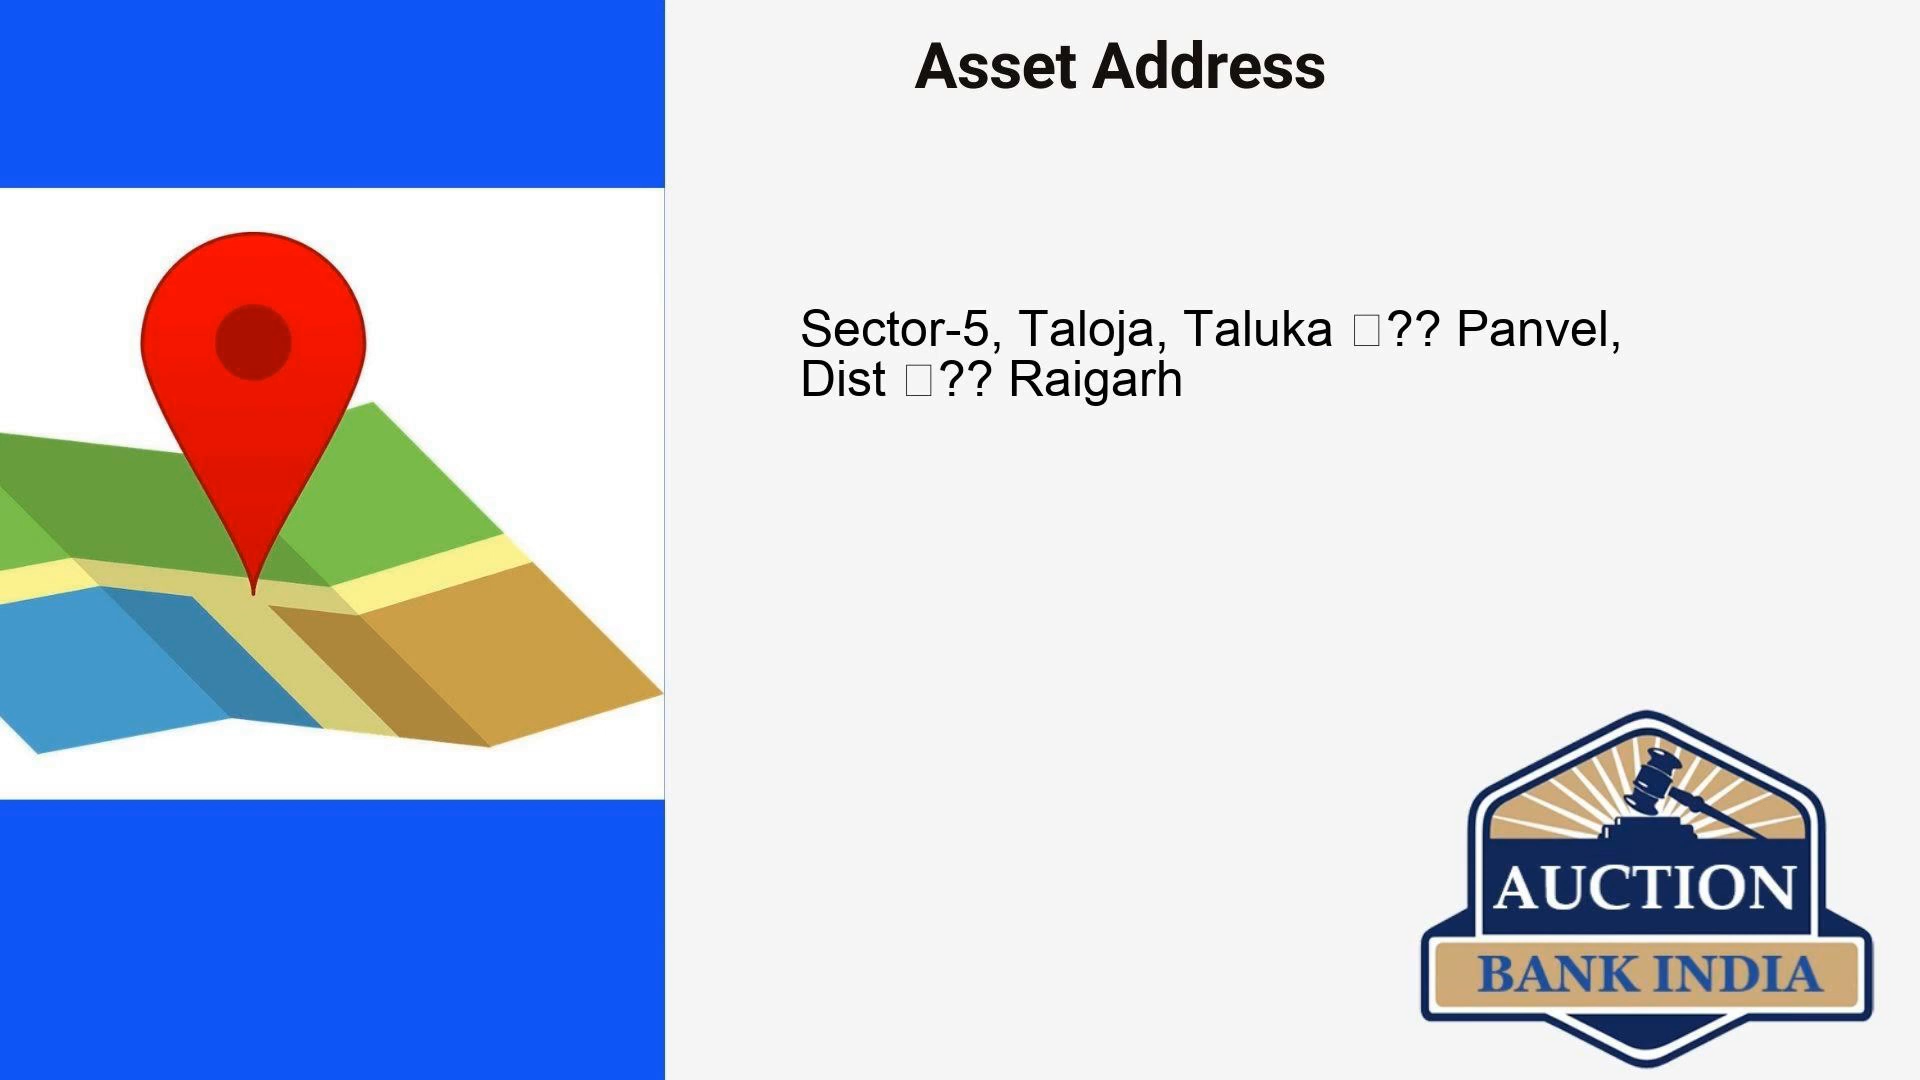 Asset Address
Sector-5, Taloja, Taluka □?? Panvel,
Dist □?? Raigarh
AUCTION
BANK INDIA